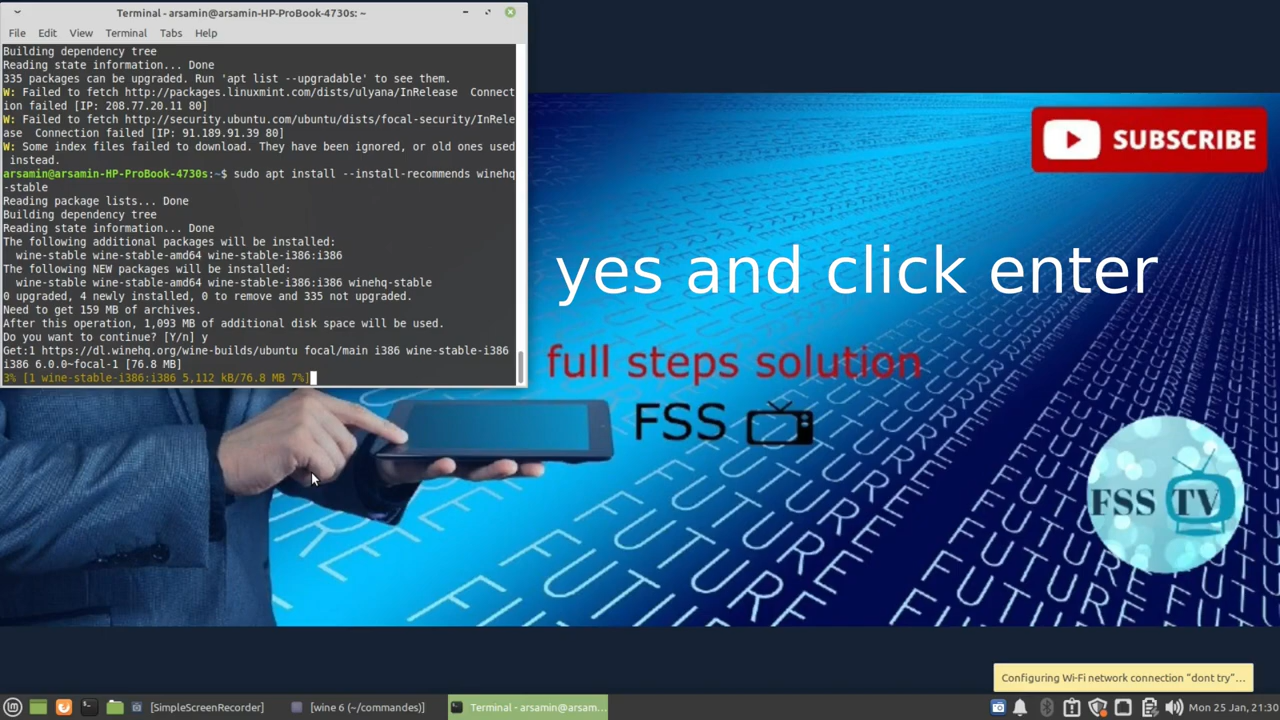 Terminal - arsamin@arsamin-HP-ProBook-4730s: ~
File Edit View Terminal Tabs Help
Building dependency tree
Reading state information... Done
335 packages can be upgraded. Run 'apt list --upgradable' to see them.
W: Failed to fetch http://packages.linuxmint.com/dists/ulyana/InRelease  Connect
ion failed [IP: 208.77.20.11 80]
W: Failed to fetch http://security.ubuntu.com/ubuntu/dists/focal-security/InRele
ase  Connection failed [IP: 91.189.91.39 80]
W: Some index files failed to download. They have been ignored, or old ones used
 instead.
arsamin@arsamin-HP-ProBook-4730s:~$ sudo apt install --install-recommends winehq
-stable
Reading package lists... Done
Building dependency tree
Reading state information... Done
The following additional packages will be installed:
  wine-stable wine-stable-amd64 wine-stable-i386:i386
The following NEW packages will be installed:
  wine-stable wine-stable-amd64 wine-stable-i386:i386 winehq-stable
0 upgraded, 4 newly installed, 0 to remove and 335 not upgraded.
Need to get 159 MB of archives.
After this operation, 1,093 MB of additional disk space will be used.
Do you want to continue? [Y/n] y
Get:1 https://dl.winehq.org/wine-builds/ubuntu focal/main i386 wine-stable-i386
i386 6.0.0~focal-1 [76.8 MB]
3% [1 wine-stable-i386:i386 5,112 kB/76.8 MB 7%]
SUBSCRIBE
yes and click enter
full steps solution
FSS
FSS TV
FUTURE
Configuring Wi-Fi network connection “dont try”...
[SimpleScreenRecorder]
[wine 6 (~/commandes)]
Terminal - arsamin@arsam...
Mon 25 Jan, 21:30